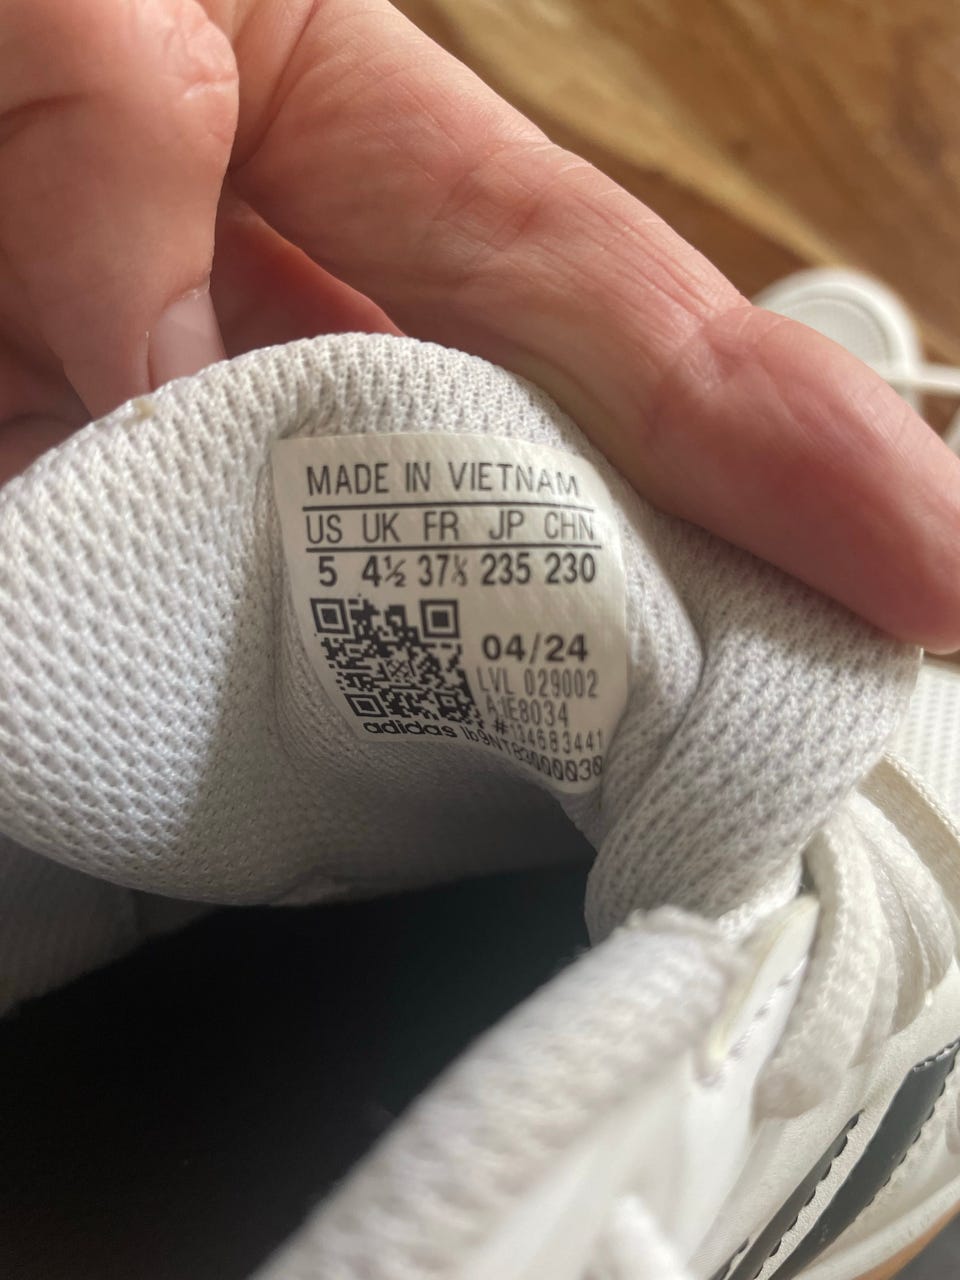 MADE IN VIETNAM
US UK FR JP CHN
5 4½ 37⅓ 235 230
04/24
LVL 029002
#134683441
adidas